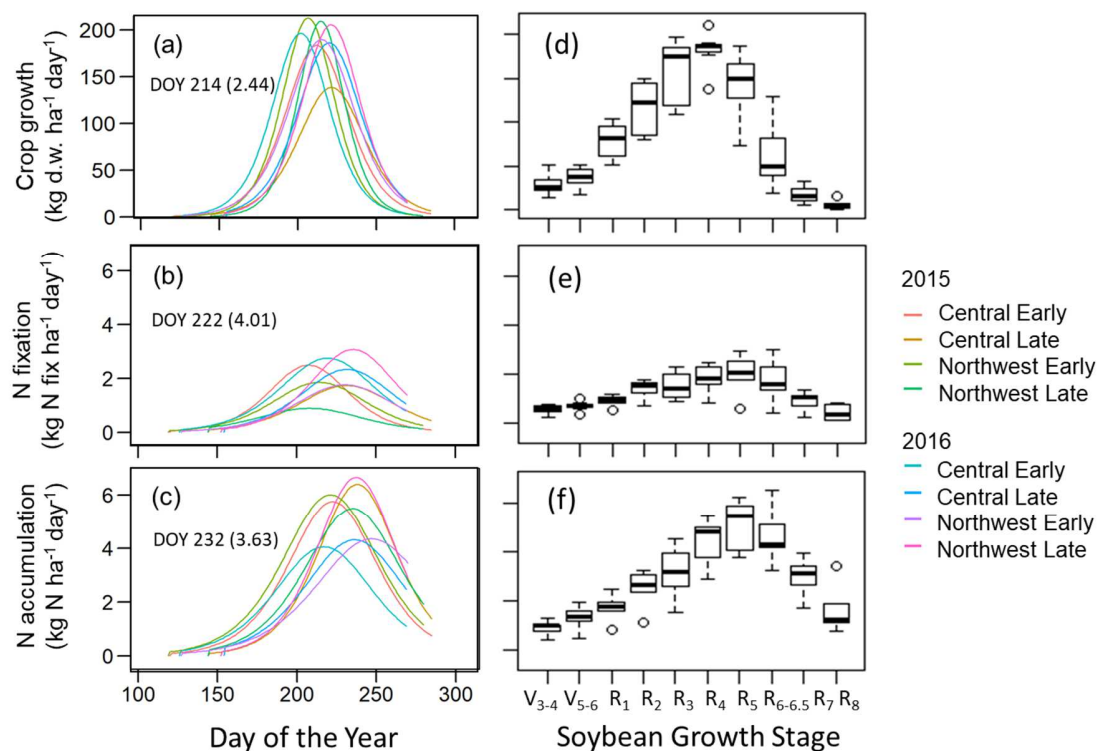 Crop growth
(kg d.w. ha-1 day-1)
200
150
100
50
0
(a)
DOY 214 (2.44)
(d)
N fixation
(kg N fix ha-1 day-1)
6
4
2
0
(b)
DOY 222 (4.01)
(e)
N accumulation
(kg N ha-1 day-1)
6
4
2
0
(c)
DOY 232 (3.63)
(f)
100 150 200 250 300
Day of the Year
V3-4 V5-6 R1 R2 R3 R4 R5 R6-6.5 R7 R8
Soybean Growth Stage
2015
Central Early
Central Late
Northwest Early
Northwest Late
2016
Central Early
Central Late
Northwest Early
Northwest Late